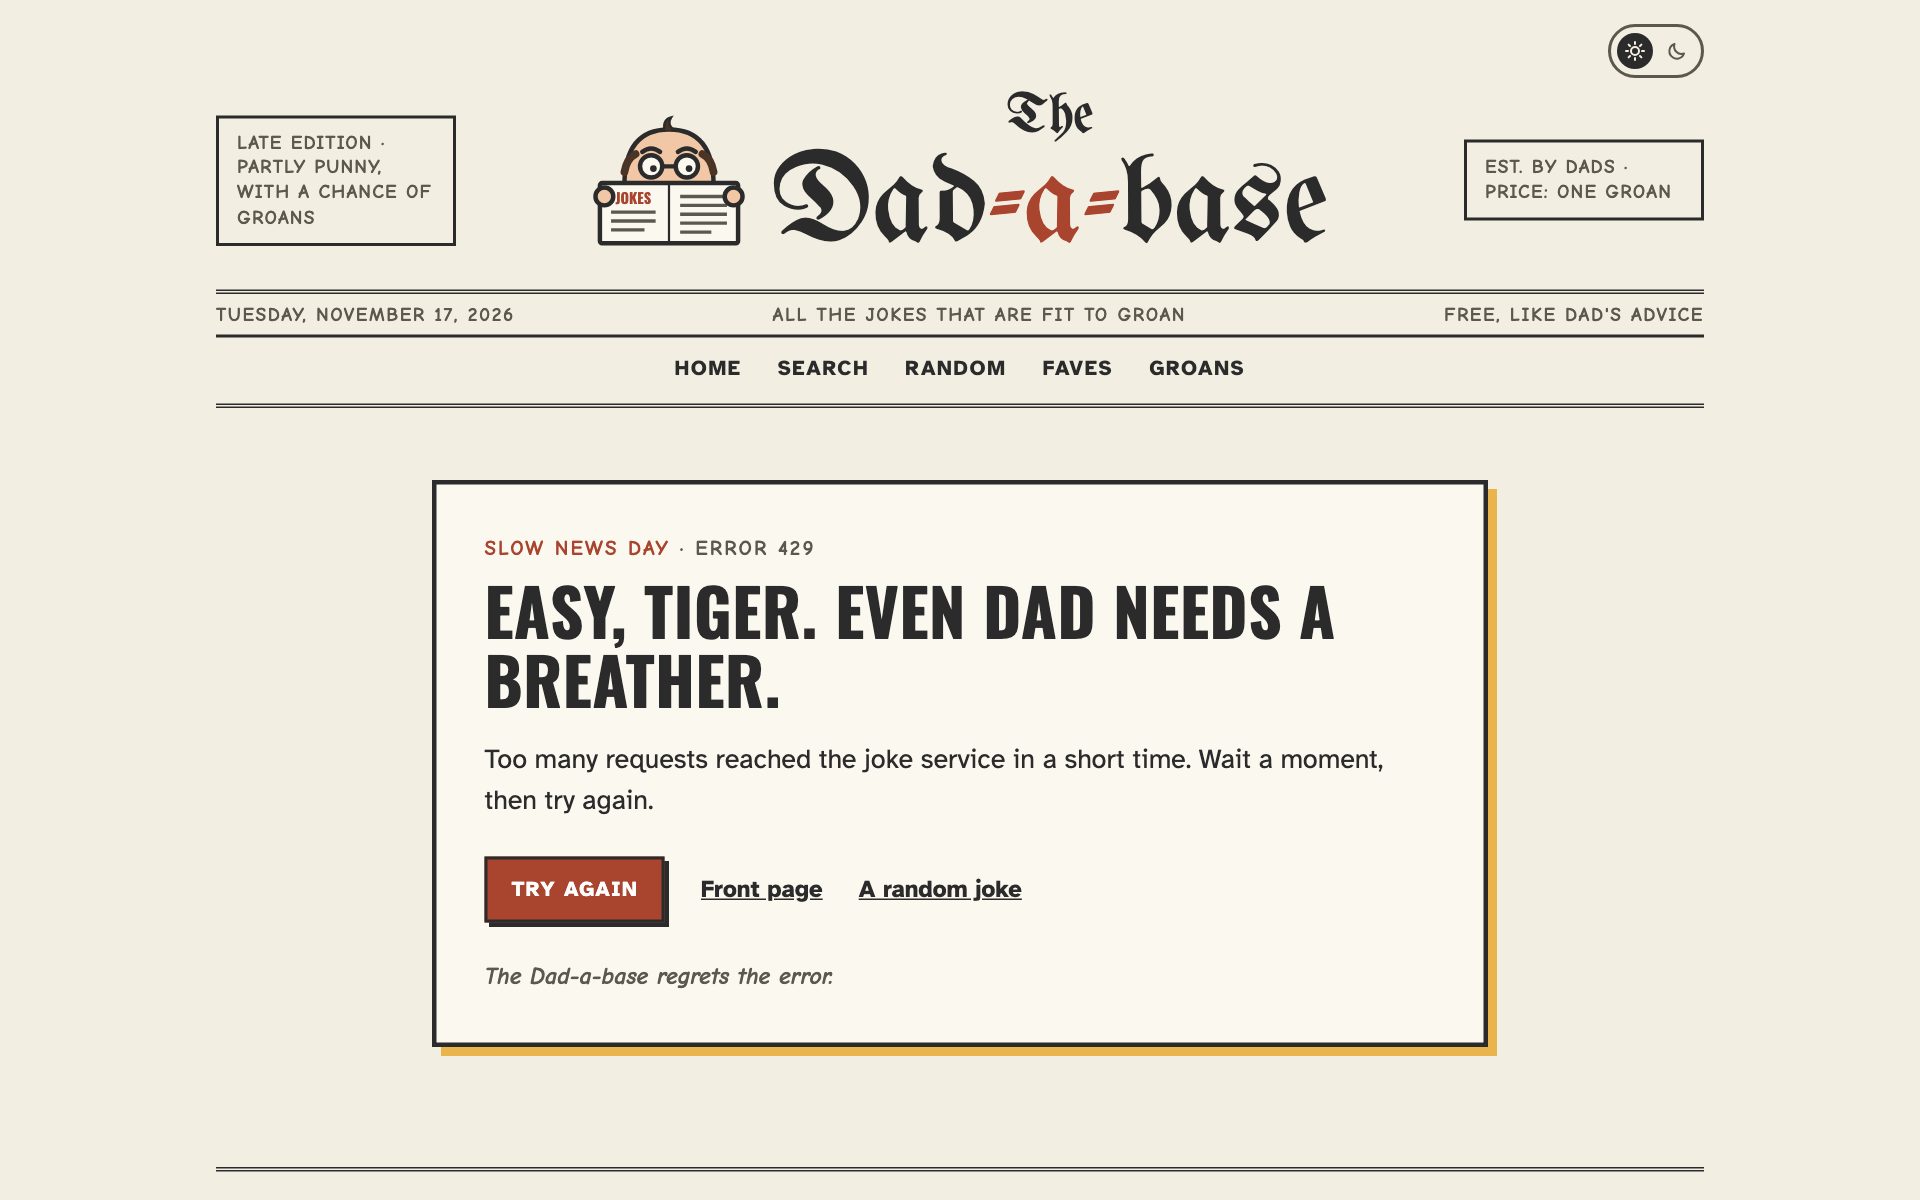 LATE EDITION ·
PARTLY PUNNY,
WITH A CHANCE OF
GROANS
JOKES
The
Dad-a-base
EST. BY DADS ·
PRICE: ONE GROAN
TUESDAY, NOVEMBER 17, 2026
ALL THE JOKES THAT ARE FIT TO GROAN
FREE, LIKE DAD'S ADVICE
HOME SEARCH RANDOM FAVES GROANS
SLOW NEWS DAY · ERROR 429
EASY, TIGER. EVEN DAD NEEDS A
BREATHER.
Too many requests reached the joke service in a short time. Wait a moment,
then try again.
TRY AGAIN Front page A random joke
The Dad-a-base regrets the error.